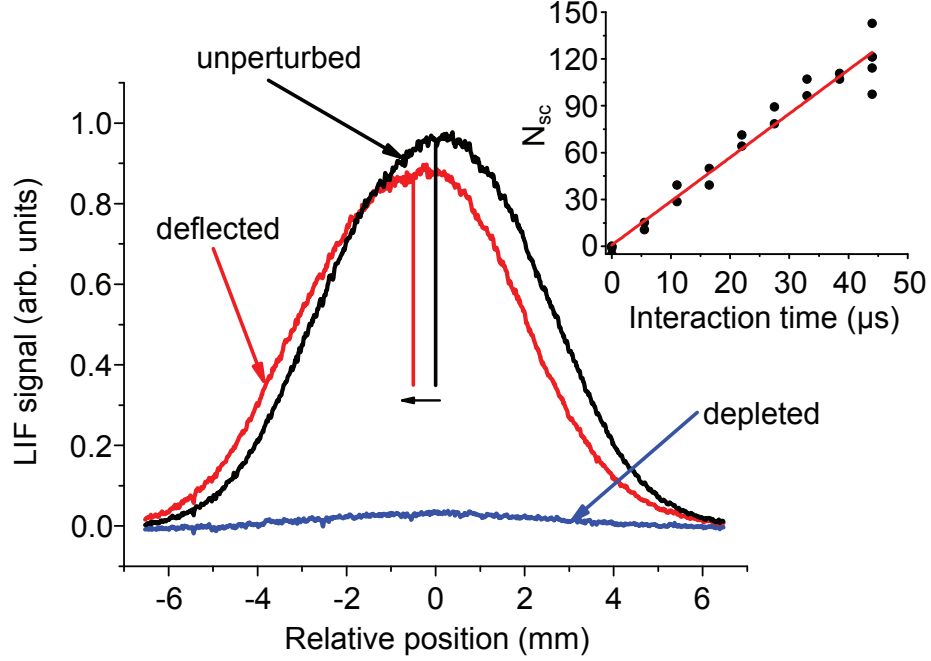 unperturbed
deflected
depleted
LIF signal (arb. units)
1.0
0.8
0.6
0.4
0.2
0.0
-6 -4 -2 0 2 4 6
Relative position (mm)
N_sc
150
120
90
60
30
0
0 10 20 30 40 50
Interaction time (µs)